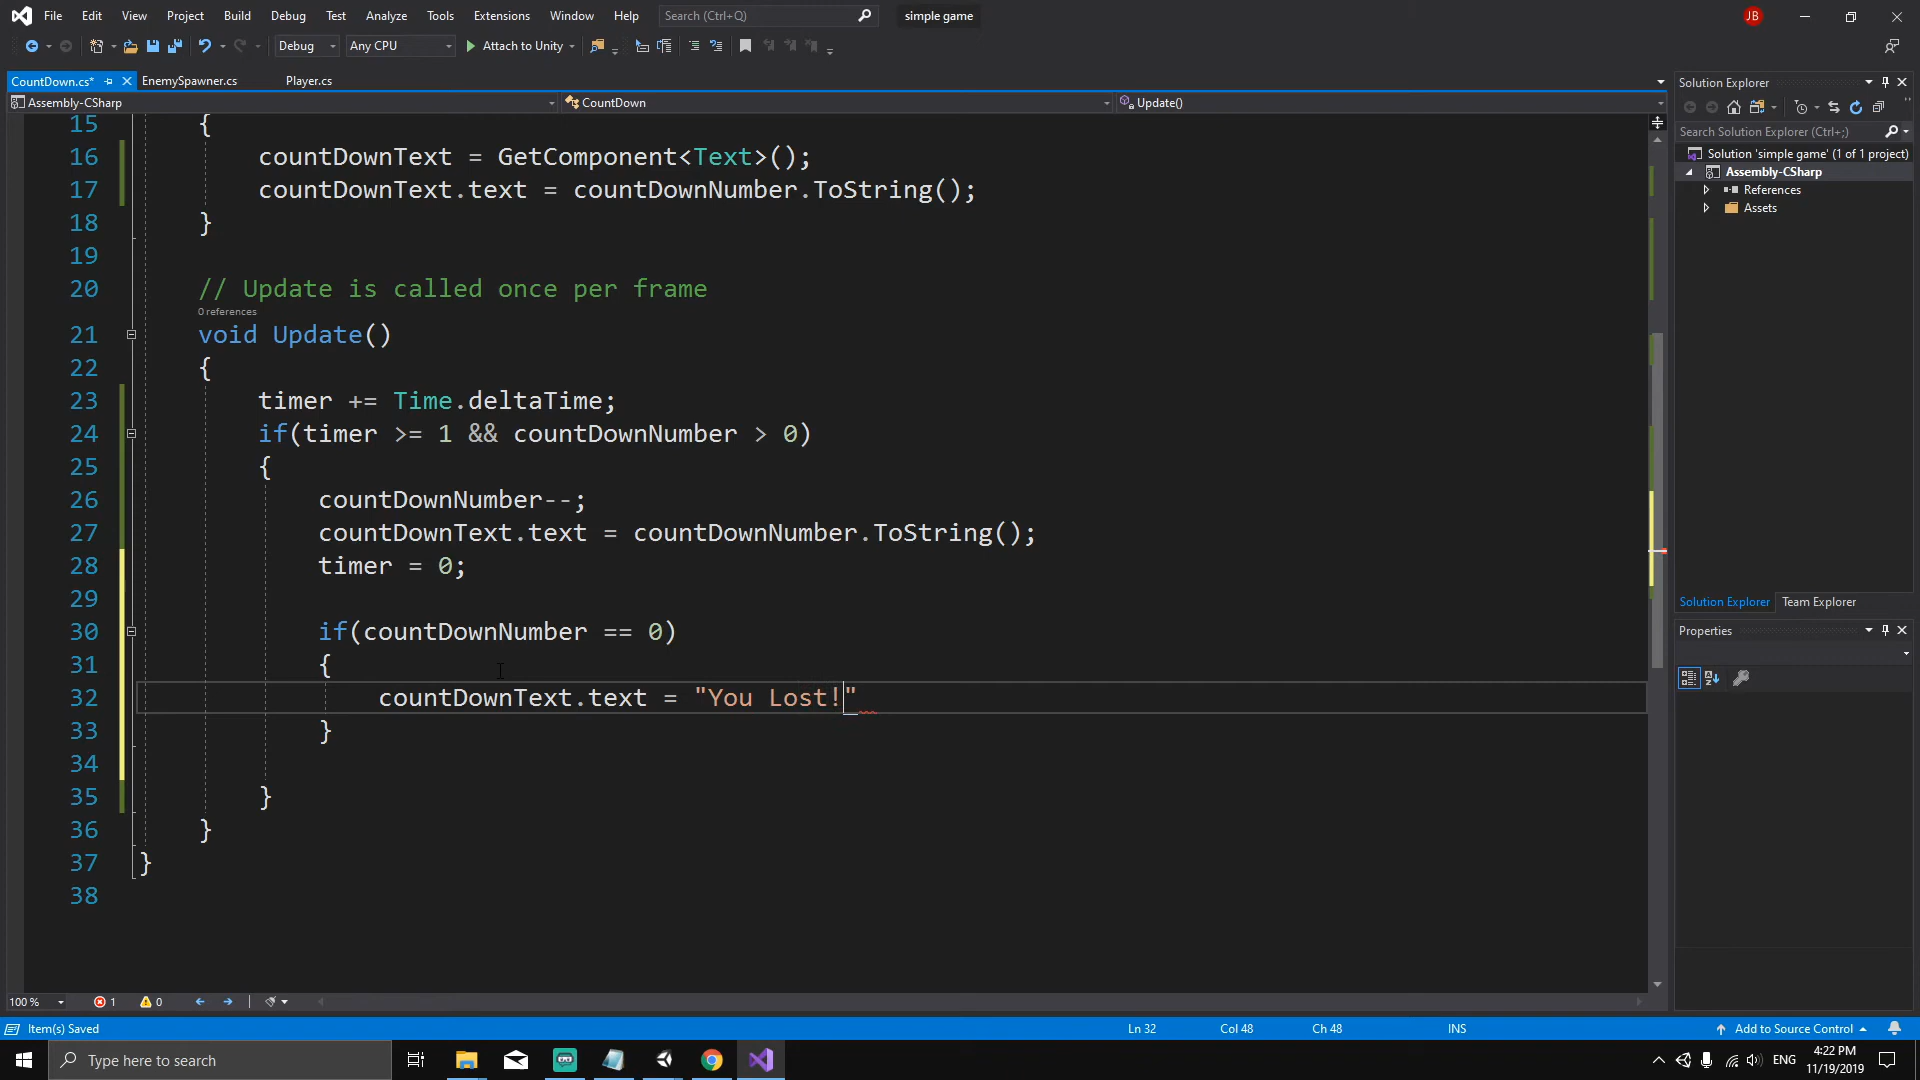 File Edit View Project Build Debug Test Analyze Tools Extensions Window Help Search (Ctrl+Q) simple game JB
Debug Any CPU Attach to Unity
CountDown.cs* EnemySpawner.cs Player.cs
Assembly-CSharp CountDown Update()
15 {
16 countDownText = GetComponent<Text>();
17 countDownText.text = countDownNumber.ToString();
18 }
19
20 // Update is called once per frame
0 references
21 void Update()
22 {
23 timer += Time.deltaTime;
24 if(timer >= 1 && countDownNumber > 0)
25 {
26 countDownNumber--;
27 countDownText.text = countDownNumber.ToString();
28 timer = 0;
29
30 if(countDownNumber == 0)
31 {
32 countDownText.text = "You Lost!"
33 }
34
35 }
36 }
37 }
38
100 % 1 0
Item(s) Saved Ln 32 Col 48 Ch 48 INS Add to Source Control
Solution Explorer
Search Solution Explorer (Ctrl+;)
Solution 'simple game' (1 of 1 project)
Assembly-CSharp
References
Assets
Solution Explorer Team Explorer
Properties
Type here to search
ENG
4:22 PM
11/19/2019